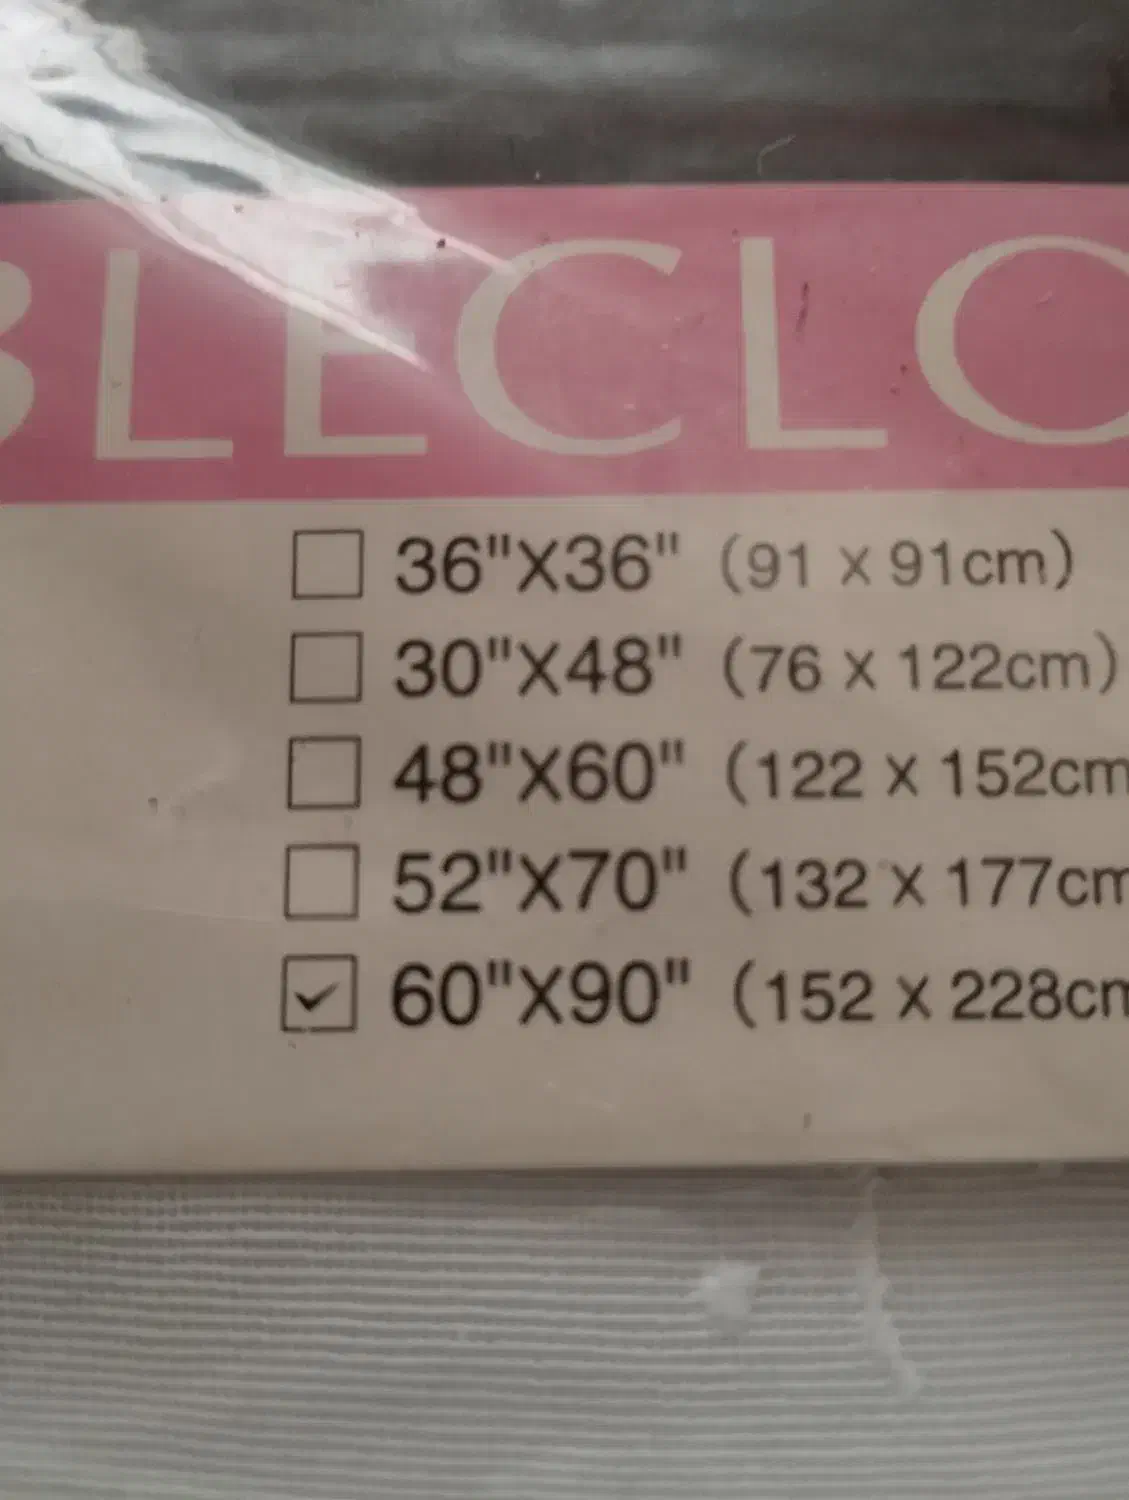 BLECLO
36"X36" (91 X 91cm)
30"X48" (76 X 122cm)
48"X60" (122 X 152cm
52"X70" (132 X 177cm
60"X90" (152 X 228cm